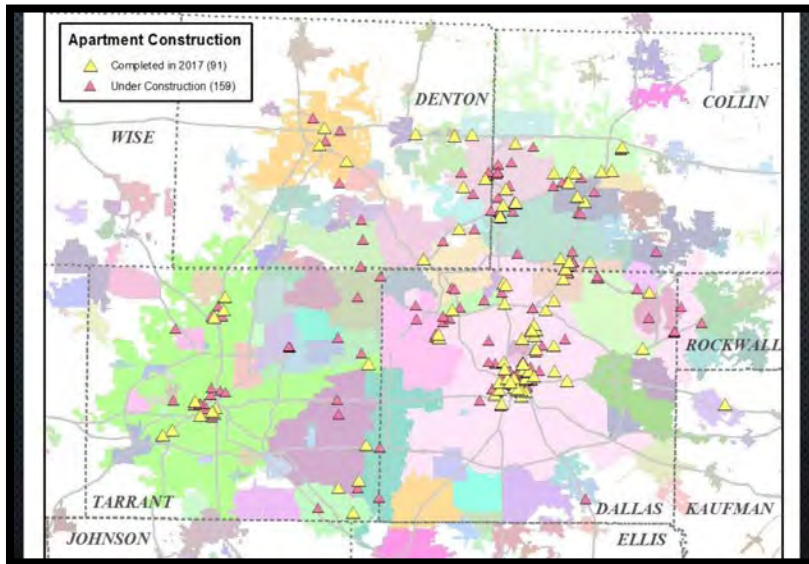 Apartment Construction
Completed in 2017 (91)
Under Construction (159)
DENTON
COLLIN
WISE
ROCKWALL
TARRANT
DALLAS
KAUFMAN
JOHNSON
ELLIS